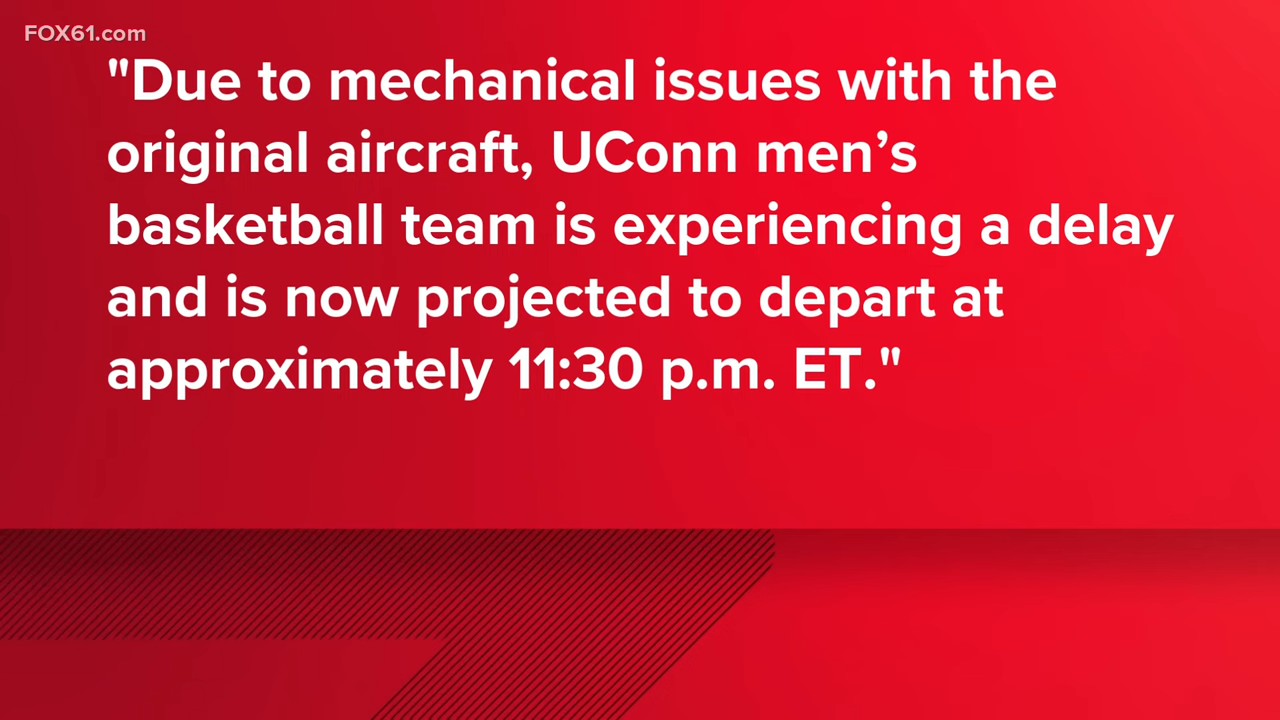 FOX61.com
"Due to mechanical issues with the
original aircraft, UConn men’s
basketball team is experiencing a delay
and is now projected to depart at
approximately 11:30 p.m. ET."